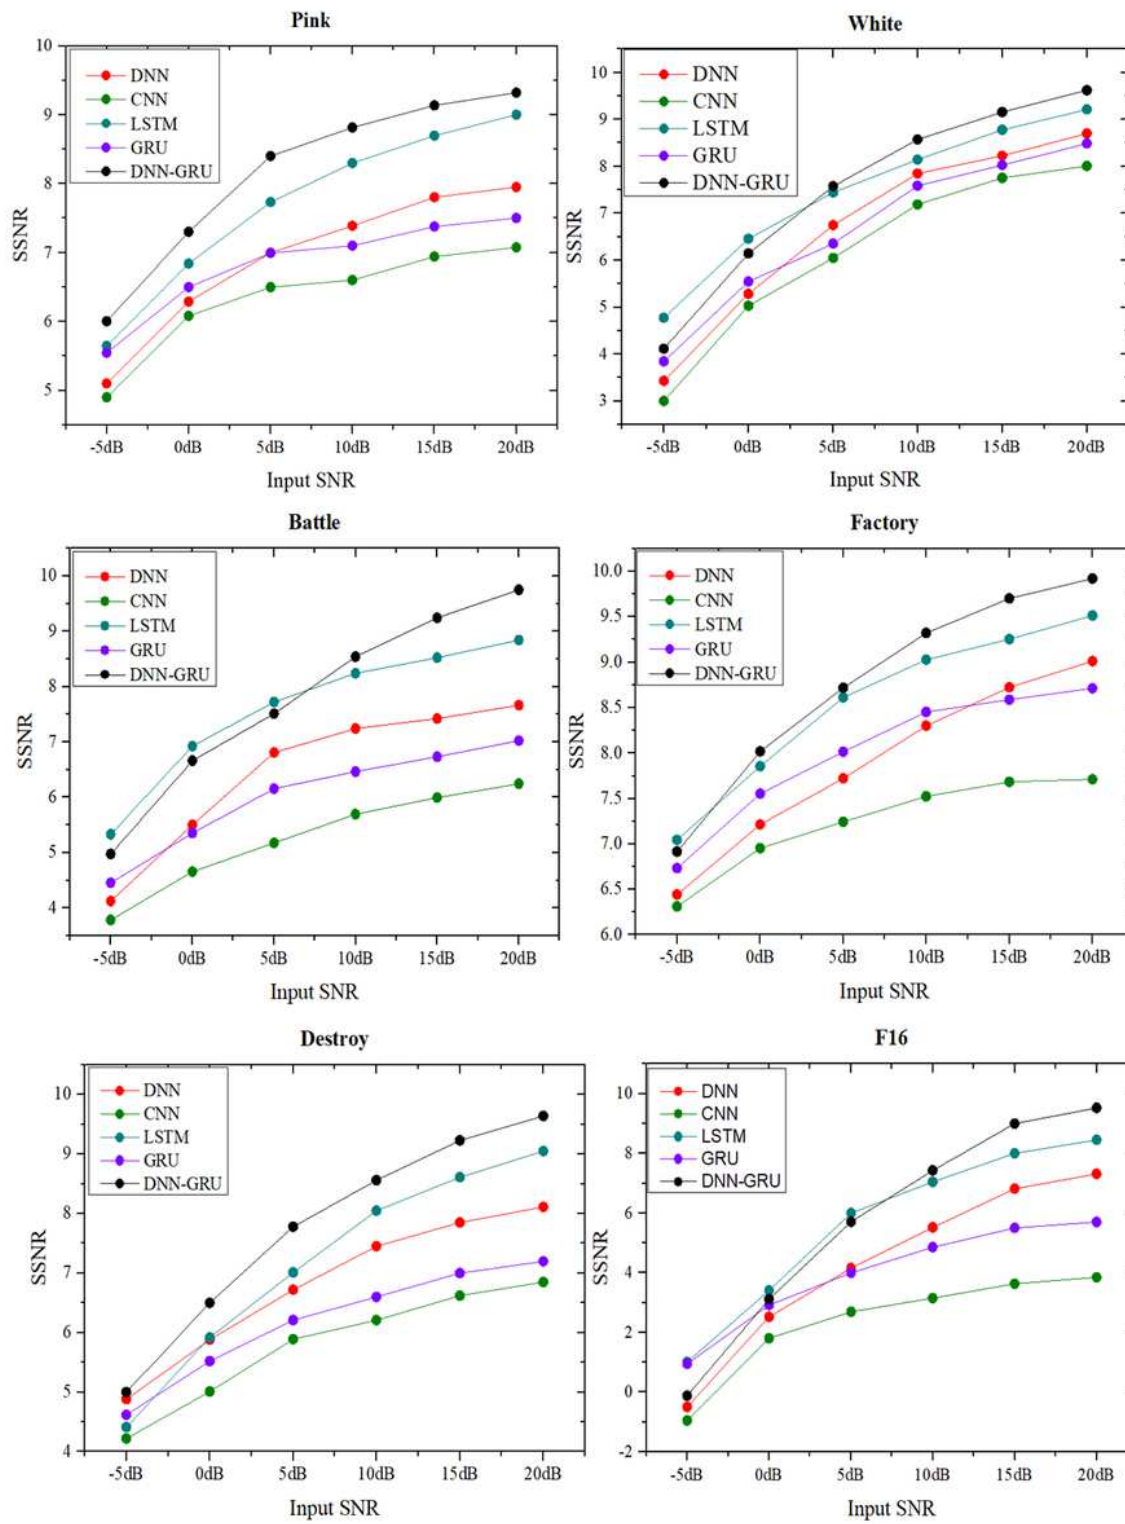 Pink
10
9
8
7
6
5
SSNR
DNN
CNN
LSTM
GRU
DNN-GRU
-5dB 0dB 5dB 10dB 15dB 20dB
Input SNR
White
10
9
8
7
6
5
4
3
SSNR
DNN
CNN
LSTM
GRU
DNN-GRU
-5dB 0dB 5dB 10dB 15dB 20dB
Input SNR
Battle
10
9
8
7
6
5
4
SSNR
DNN
CNN
LSTM
GRU
DNN-GRU
-5dB 0dB 5dB 10dB 15dB 20dB
Input SNR
Factory
10.0
9.5
9.0
8.5
8.0
7.5
7.0
6.5
6.0
SSNR
DNN
CNN
LSTM
GRU
DNN-GRU
-5dB 0dB 5dB 10dB 15dB 20dB
Input SNR
Destroy
10
9
8
7
6
5
4
SSNR
DNN
CNN
LSTM
GRU
DNN-GRU
-5dB 0dB 5dB 10dB 15dB 20dB
Input SNR
F16
10
8
6
4
2
0
-2
SSNR
DNN
CNN
LSTM
GRU
DNN-GRU
-5dB 0dB 5dB 10dB 15dB 20dB
Input SNR